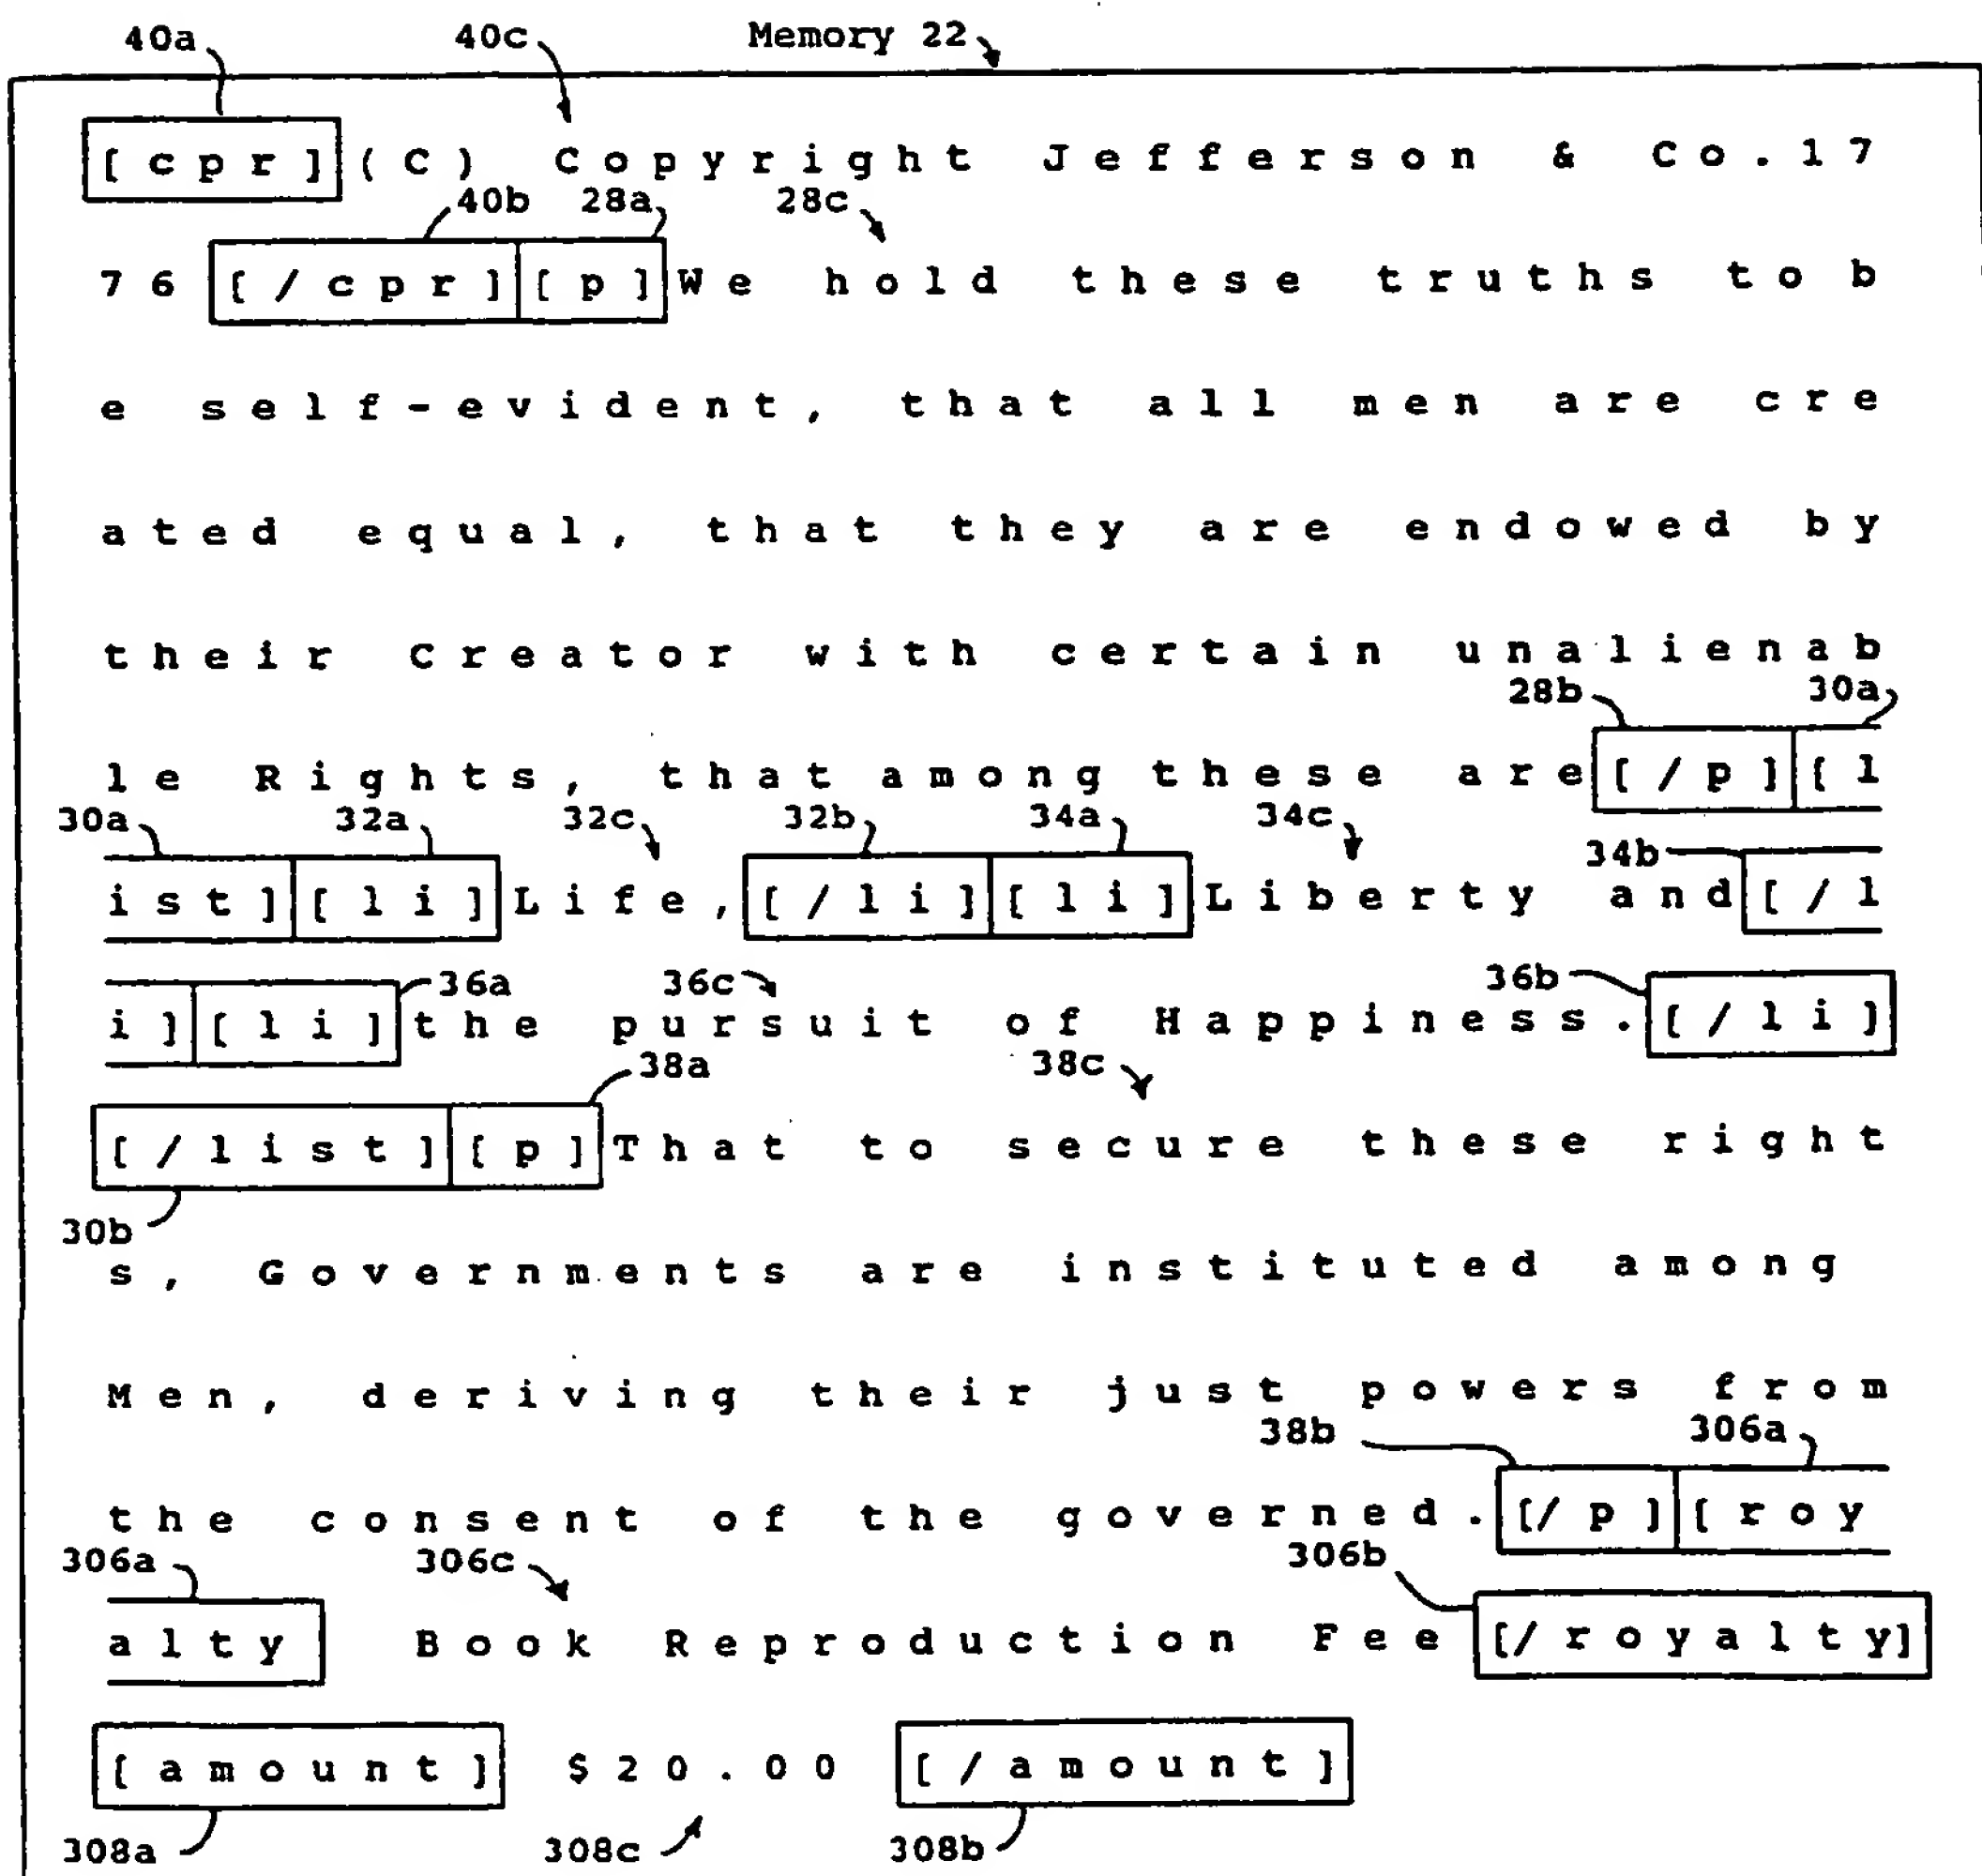 40a 40c Memory 22
[cpr](C) Copyright Jefferson & Co.17
40b 28a 28c
76[/cpr][p]We hold these truths to b
e self-evident, that all men are cre
ated equal, that they are endowed by
their Creator with certain unalienab
28b 30a
le Rights, that among these are[/p][l
30a 32a 32c 32b 34a 34c 34b
ist][li]Life,[/li][li]Liberty and[/l
36a 36c 36b
i][li]the pursuit of Happiness.[/li]
38a 38c
[/list][p]That to secure these right
30b
s, Governments are instituted among
Men, deriving their just powers from
38b 306a
the consent of the governed.[/p][roy
306a 306c 306b
alty Book Reproduction Fee[/royalty]
[amount] $20.00 [/amount]
308a 308c 308b